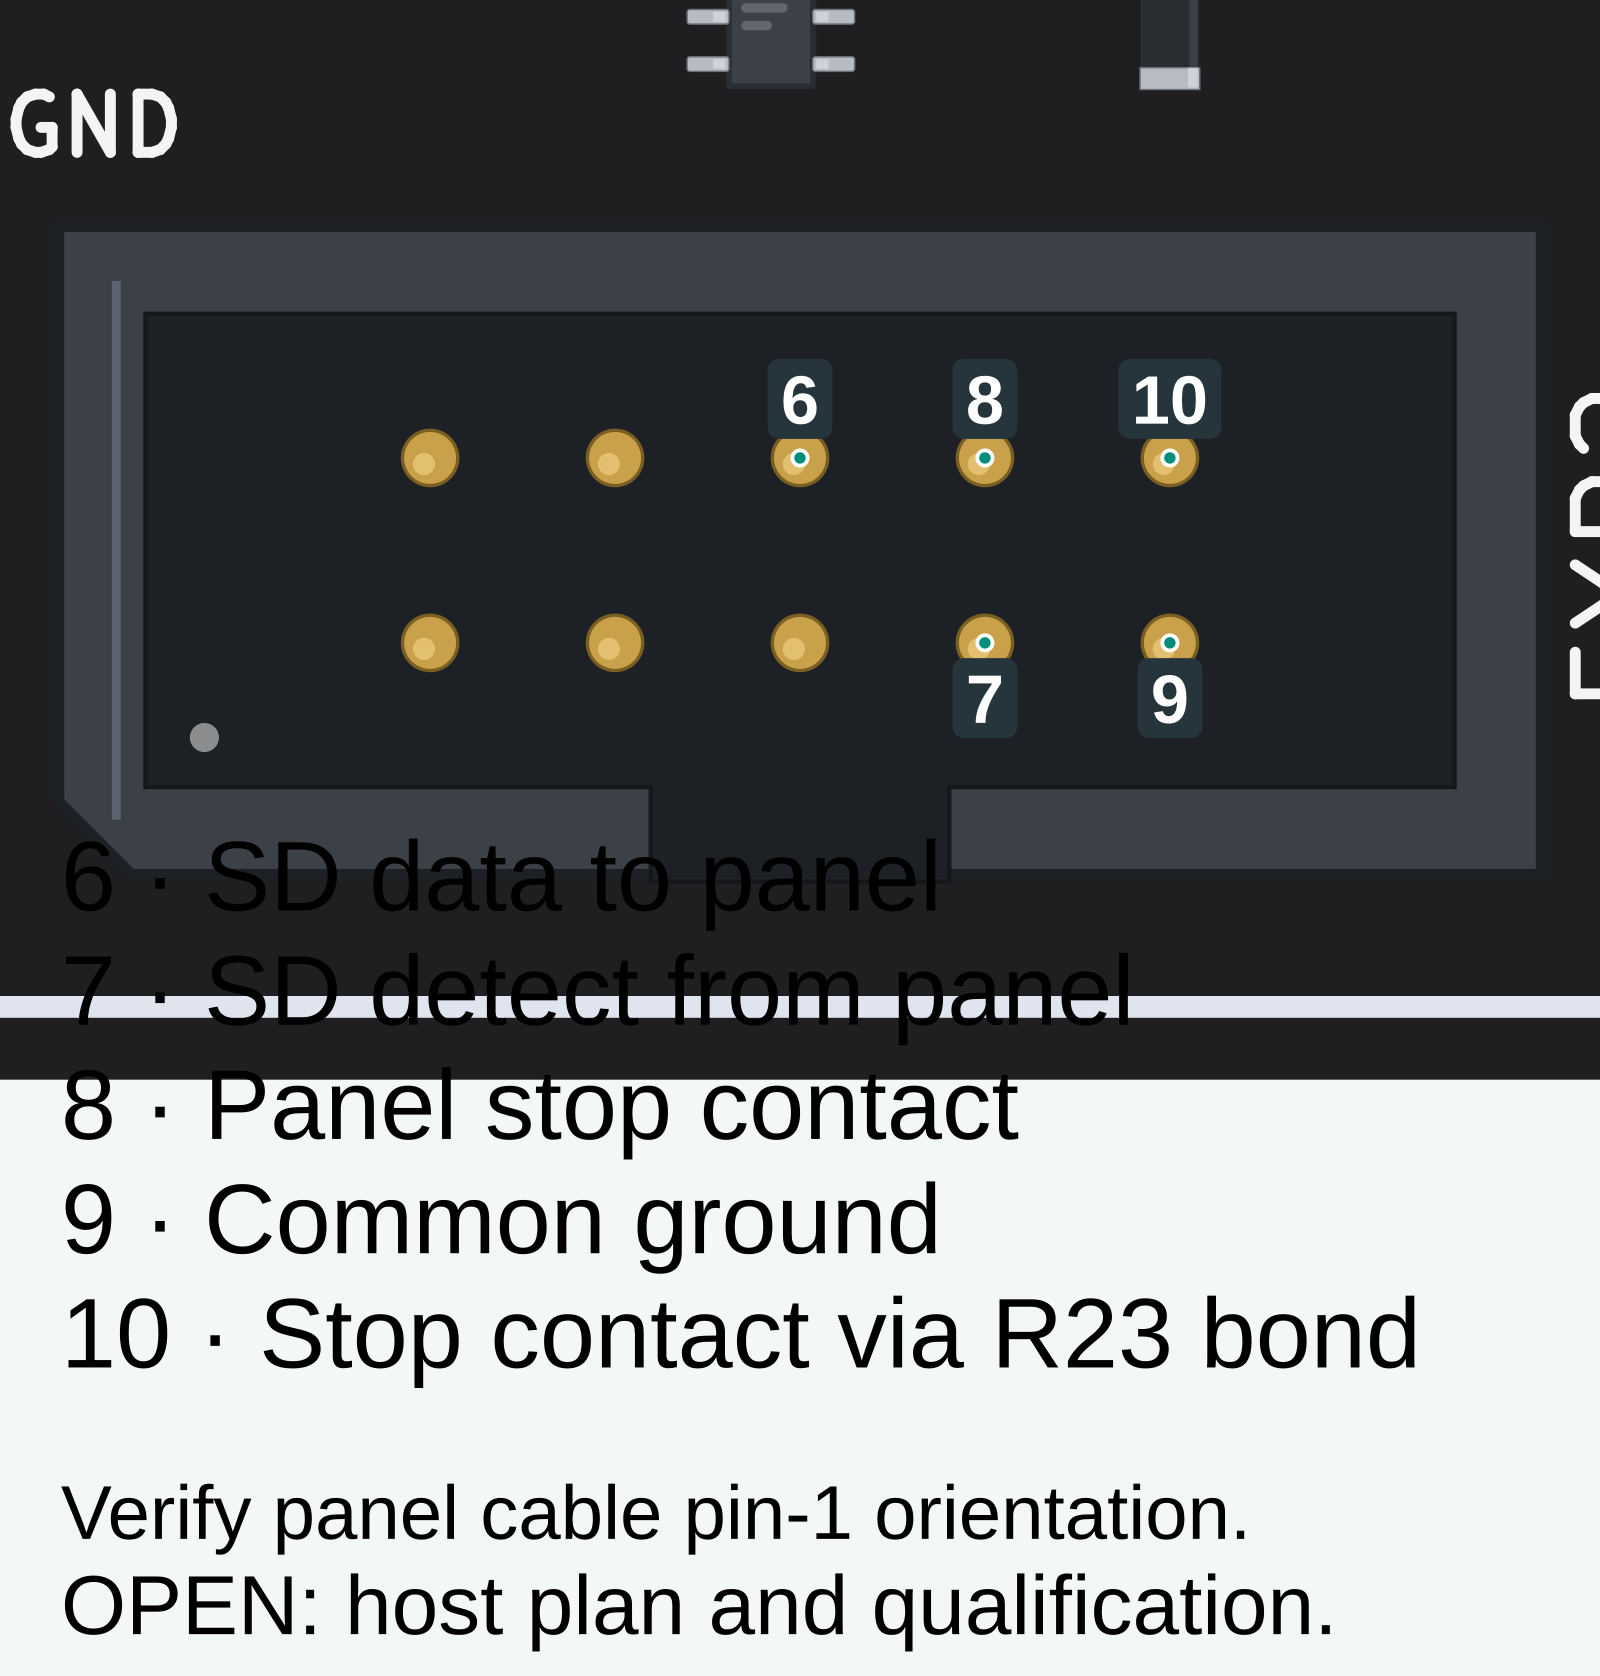 GND
6 8 10
7 9
6 · SD data to panel
7 · SD detect from panel
8 · Panel stop contact
9 · Common ground
10 · Stop contact via R23 bond
Verify panel cable pin-1 orientation.
OPEN: host plan and qualification.